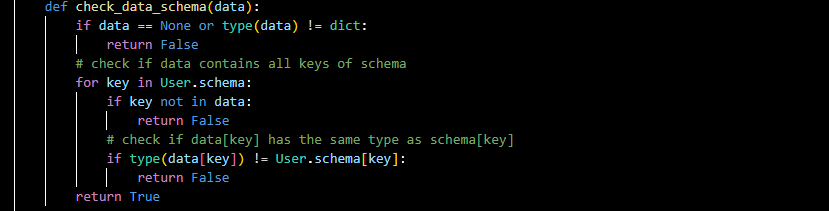 def check_data_schema(data):
    if data == None or type(data) != dict:
        return False
    # check if data contains all keys of schema
    for key in User.schema:
        if key not in data:
            return False
        # check if data[key] has the same type as schema[key]
        if type(data[key]) != User.schema[key]:
            return False
    return True